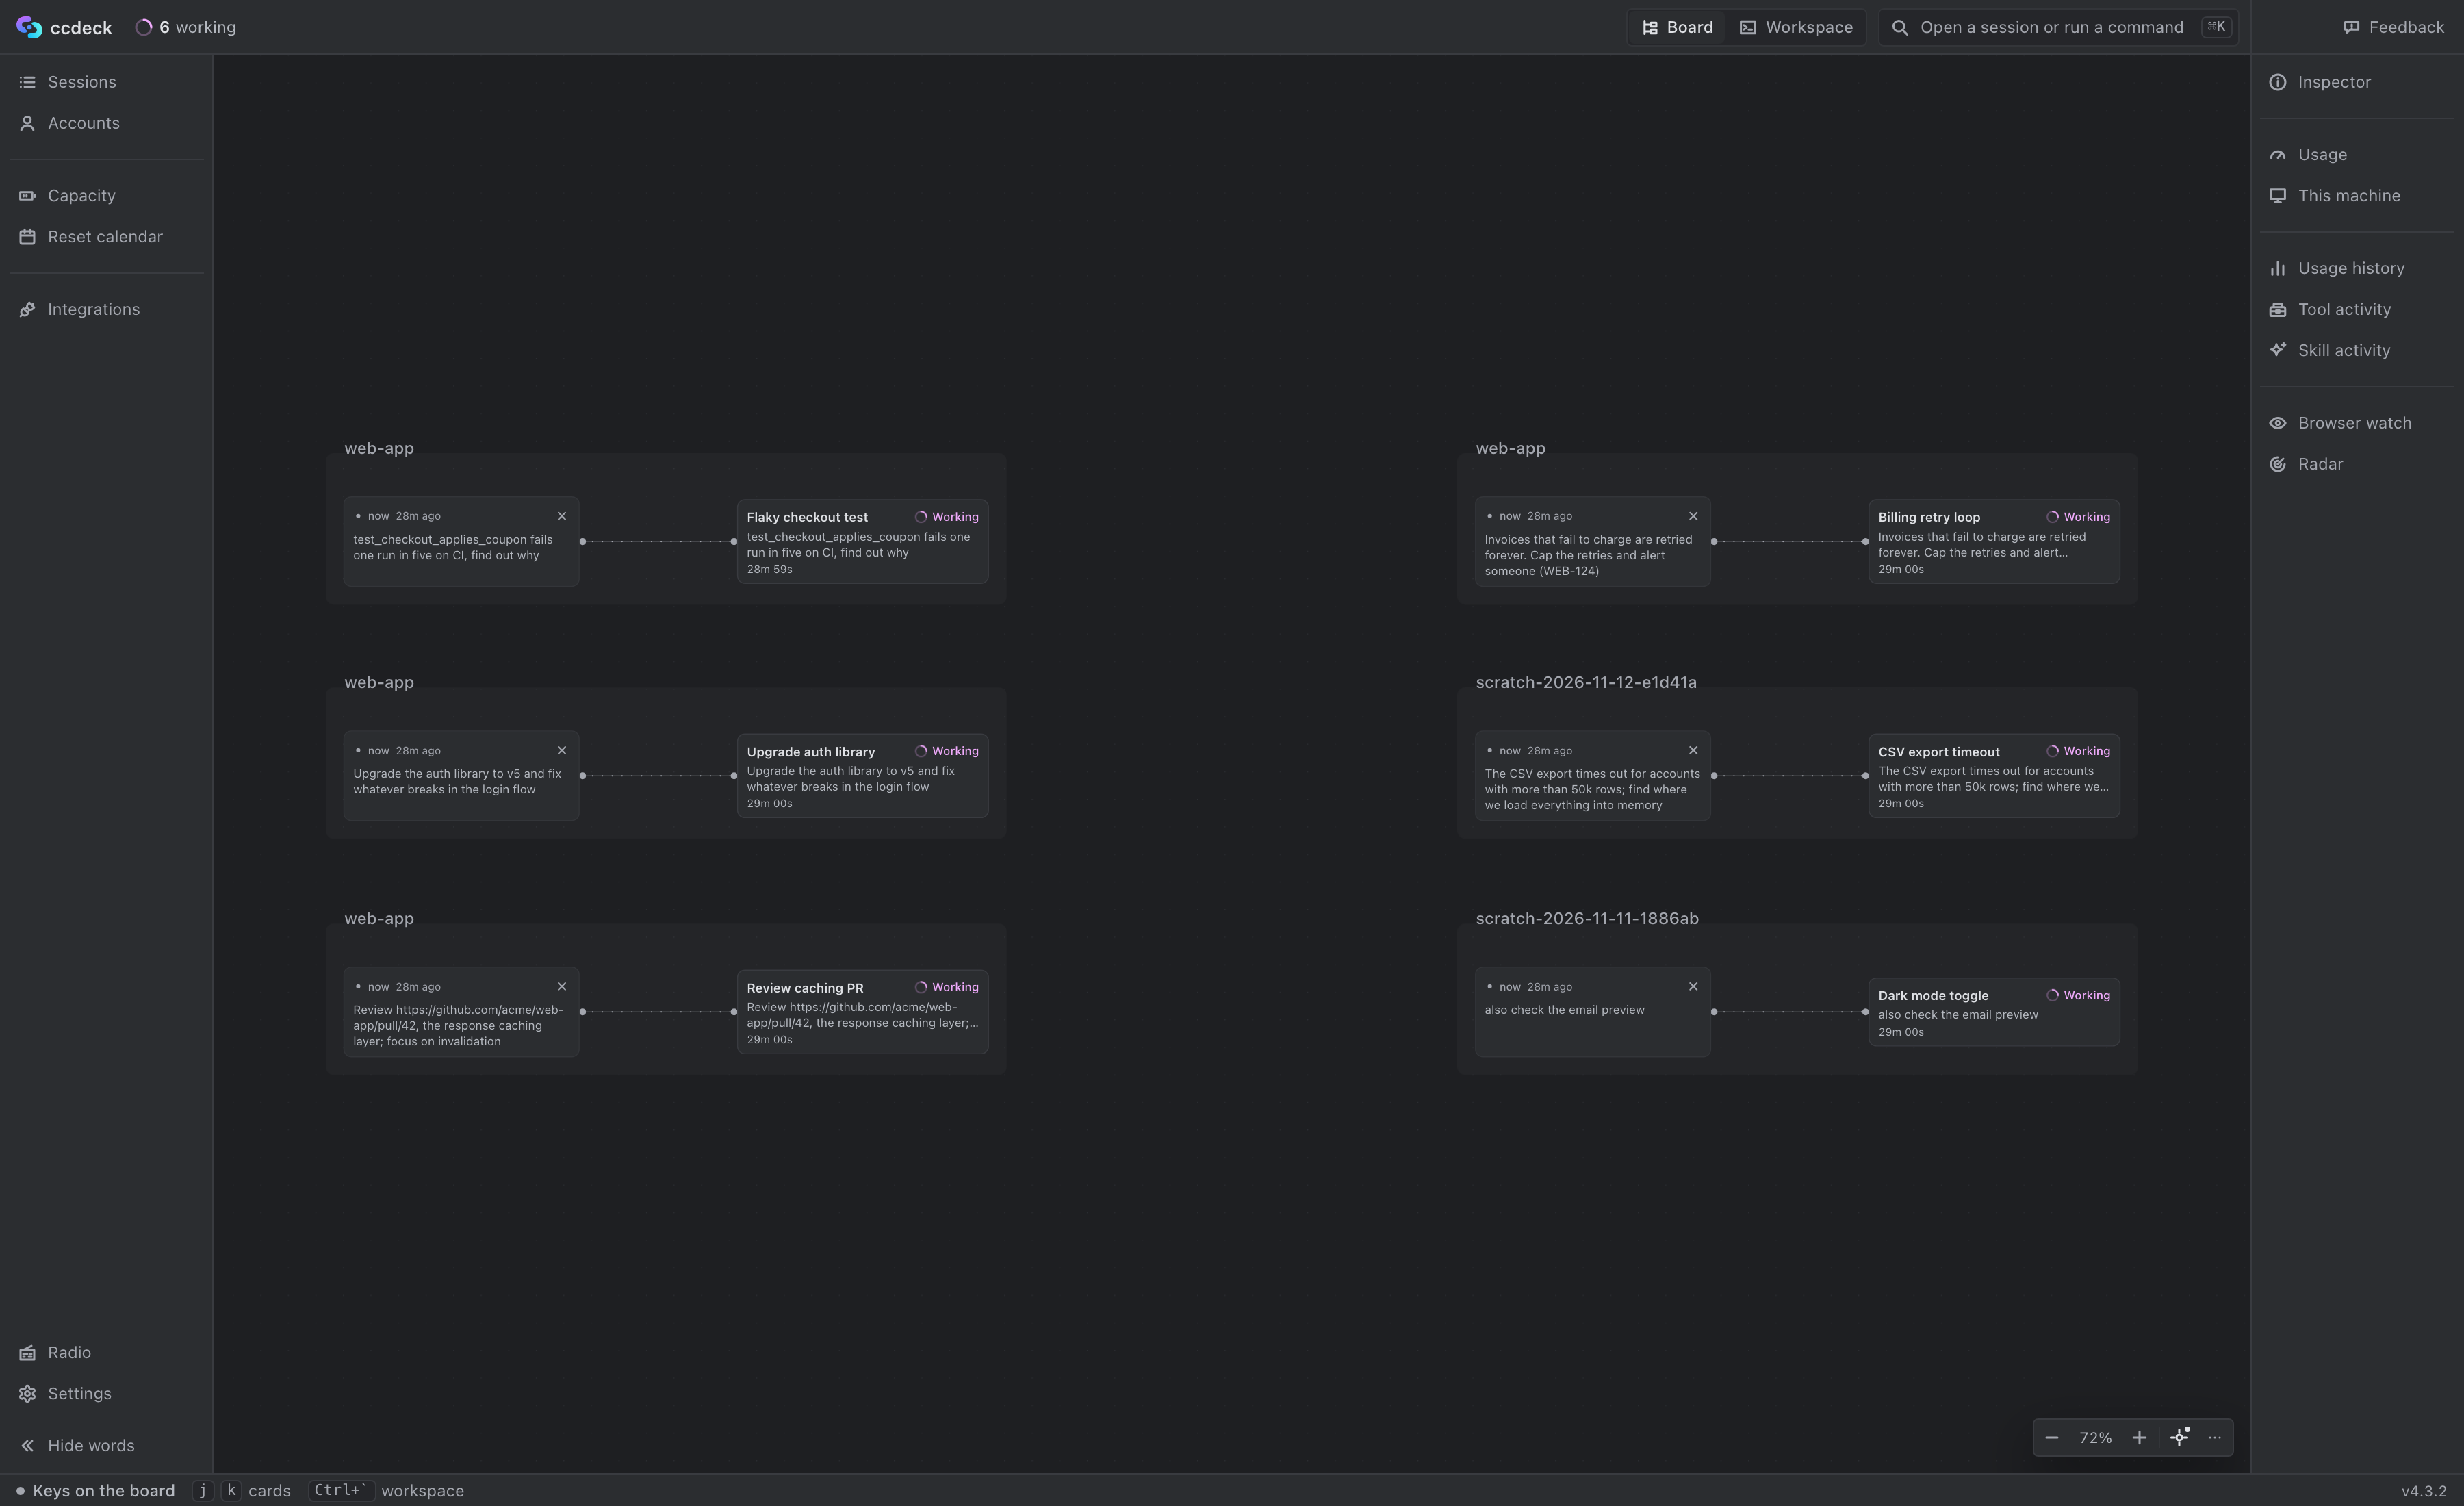 ccdeck
6 working
Board
Workspace
Open a session or run a command
⌘K
Feedback
Sessions
Accounts
Capacity
Reset calendar
Integrations
Radio
Settings
Hide words
web-app
now 28m ago
test_checkout_applies_coupon fails
one run in five on CI, find out why
Flaky checkout test
Working
test_checkout_applies_coupon fails one
run in five on CI, find out why
28m 59s
web-app
now 28m ago
Invoices that fail to charge are retried
forever. Cap the retries and alert
someone (WEB-124)
Billing retry loop
Working
Invoices that fail to charge are retried
forever. Cap the retries and alert...
29m 00s
web-app
now 28m ago
Upgrade the auth library to v5 and fix
whatever breaks in the login flow
Upgrade auth library
Working
Upgrade the auth library to v5 and fix
whatever breaks in the login flow
29m 00s
scratch-2026-11-12-e1d41a
now 28m ago
The CSV export times out for accounts
with more than 50k rows; find where
we load everything into memory
CSV export timeout
Working
The CSV export times out for accounts
with more than 50k rows; find where we...
29m 00s
web-app
now 28m ago
Review https://github.com/acme/web-
app/pull/42, the response caching
layer; focus on invalidation
Review caching PR
Working
Review https://github.com/acme/web-
app/pull/42, the response caching layer;...
29m 00s
scratch-2026-11-11-1886ab
now 28m ago
also check the email preview
Dark mode toggle
Working
also check the email preview
29m 00s
Inspector
Usage
This machine
Usage history
Tool activity
Skill activity
Browser watch
Radar
72%
Keys on the board
j k cards
Ctrl+` workspace
v4.3.2